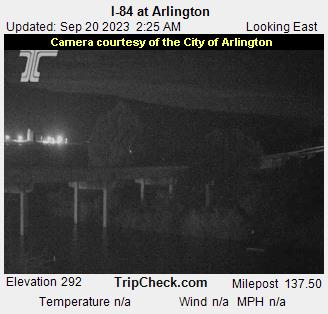 I-84 at Arlington
Updated: Sep 20 2023 2:25 AM Looking East
Camera courtesy of the City of Arlington
Elevation 292 TripCheck.com Milepost 137.50
Temperature n/a Wind n/a MPH n/a